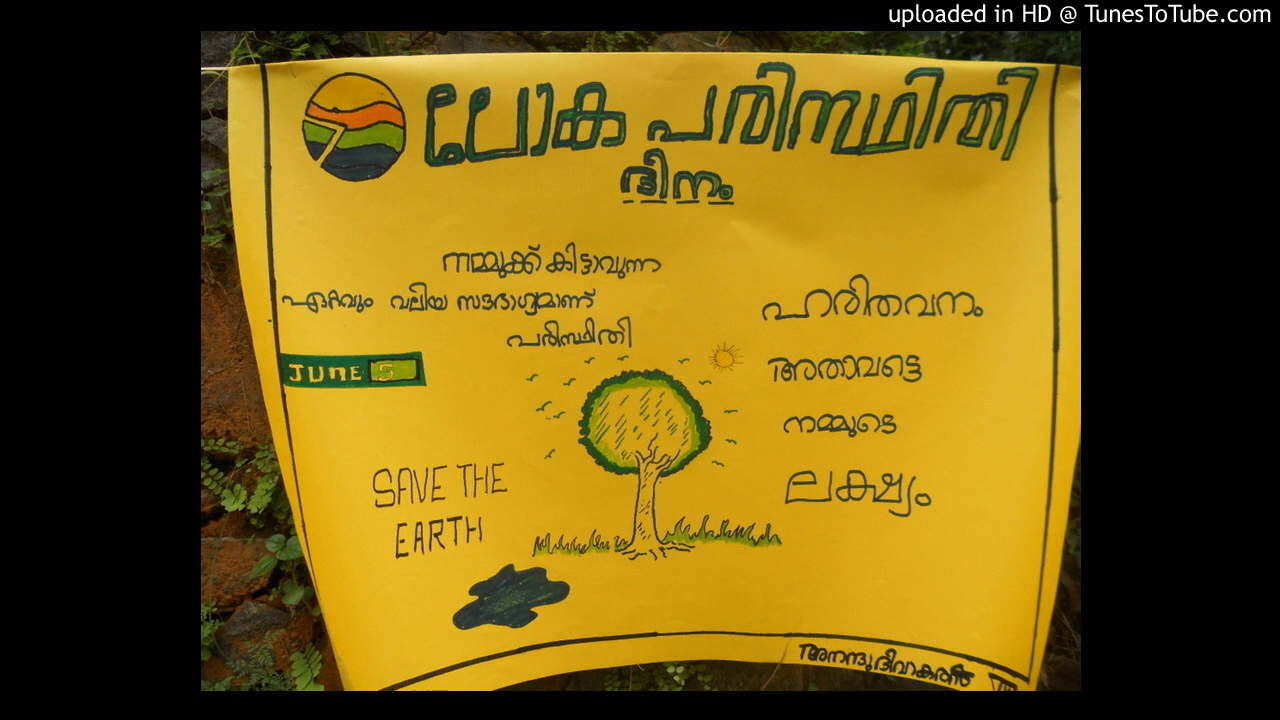 uploaded in HD @ TunesToTube.com
ലോക പരിസ്ഥിതി
ദിനം
നമ്മുക്ക് കിട്ടാവുന്ന
ഏറ്റവും വലിയ സൗഭാഗ്യമാണ്
പരിസ്ഥിതി
JUNE 5
SAVE THE
EARTH
ഹരിതവനം
അതാവട്ടെ
നമ്മുടെ
ലക്ഷ്യം
അനന്ദു ദിവാകരൻ